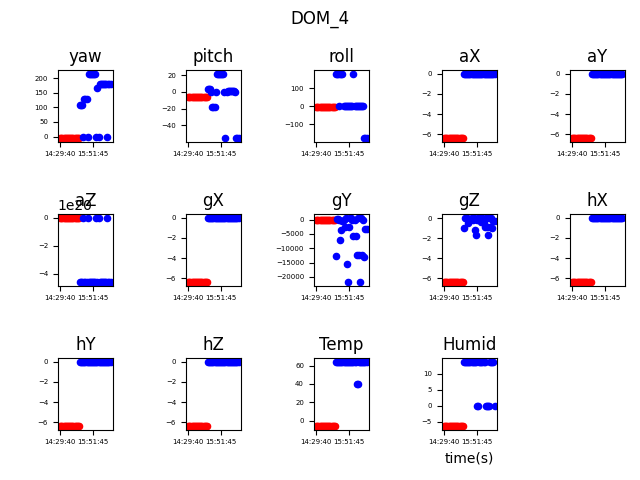 DOM_4
yaw pitch roll aX aY
200 150 100 50 0
20 0 −20 −40
100 0 −100
0 −2 −4 −6
0 −2 −4 −6
14:29:40 15:51:45 14:29:40 15:51:45 14:29:40 15:51:45 14:29:40 15:51:45 14:29:40 15:51:45
aZ gX gY gZ hX
1e20
0 −2 −4
0 −2 −4 −6
0 −5000 −10000 −15000 −20000
0 −2 −4 −6
0 −2 −4 −6
14:29:40 15:51:45 14:29:40 15:51:45 14:29:40 15:51:45 14:29:40 15:51:45 14:29:40 15:51:45
hY hZ Temp Humid
0 −2 −4 −6
0 −2 −4 −6
60 40 20 0
10 5 0 −5
14:29:40 15:51:45 14:29:40 15:51:45 14:29:40 15:51:45 14:29:40 15:51:45
time(s)